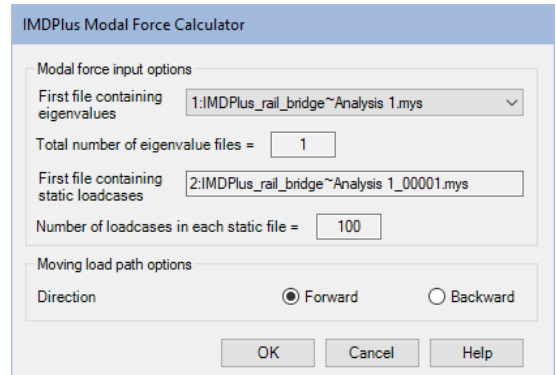 IMDPlus Modal Force Calculator
Modal force input options
First file containing
eigenvalues
1:IMDPlus_rail_bridge~Analysis 1.mys
Total number of eigenvalue files =
1
First file containing
static loadcases
2:IMDPlus_rail_bridge~Analysis 1_00001.mys
Number of loadcases in each static file =
100
Moving load path options
Direction
Forward
Backward
OK
Cancel
Help